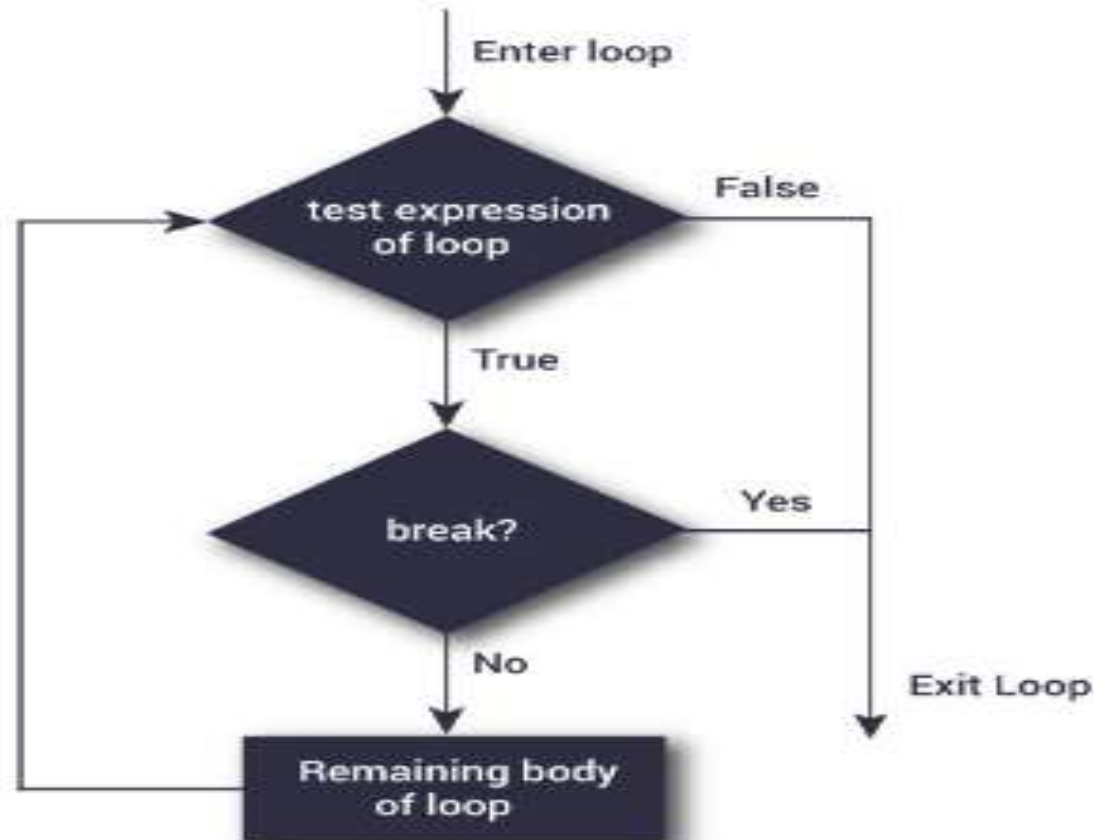 Enter loop
test expression
of loop
False
True
break?
Yes
No
Exit Loop
Remaining body
of loop